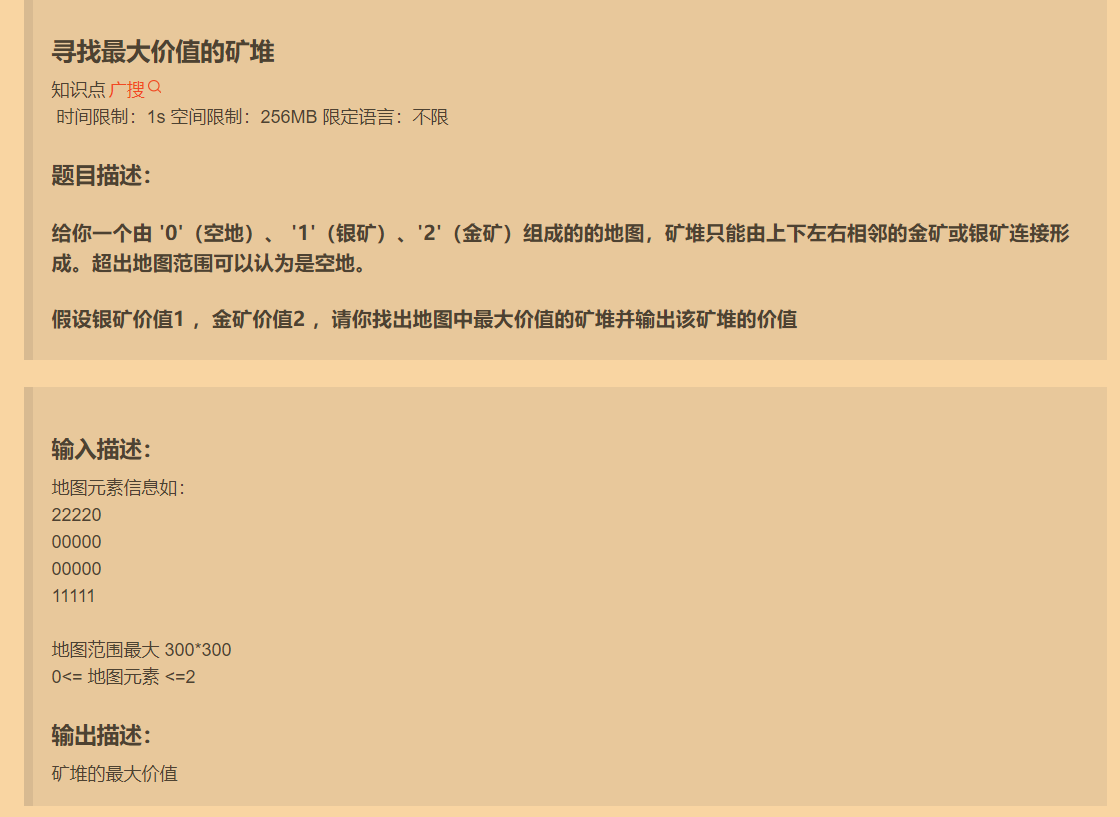 寻找最大价值的矿堆
知识点广搜
时间限制：1s 空间限制：256MB 限定语言：不限
题目描述：
给你一个由 '0'（空地）、 '1'（银矿）、'2'（金矿）组成的的地图，矿堆只能由上下左右相邻的金矿或银矿连接形
成。超出地图范围可以认为是空地。
假设银矿价值1 ，金矿价值2 ，请你找出地图中最大价值的矿堆并输出该矿堆的价值
输入描述：
地图元素信息如：
22220
00000
00000
11111
地图范围最大 300*300
0<= 地图元素 <=2
输出描述：
矿堆的最大价值